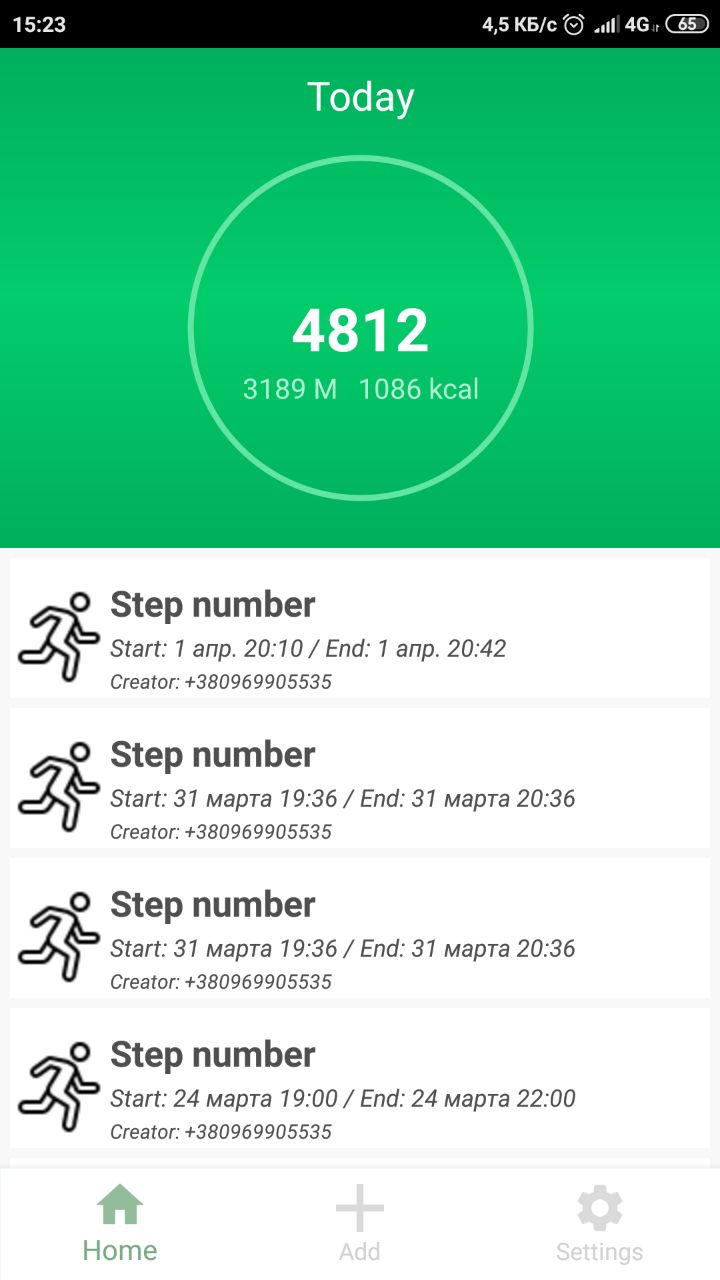 15:23 4,5 КБ/с 4G 65
Today
4812
3189 M 1086 kcal
Step number
Start: 1 апр. 20:10 / End: 1 апр. 20:42
Creator: +380969905535
Step number
Start: 31 марта 19:36 / End: 31 марта 20:36
Creator: +380969905535
Step number
Start: 31 марта 19:36 / End: 31 марта 20:36
Creator: +380969905535
Step number
Start: 24 марта 19:00 / End: 24 марта 22:00
Creator: +380969905535
Home Add Settings